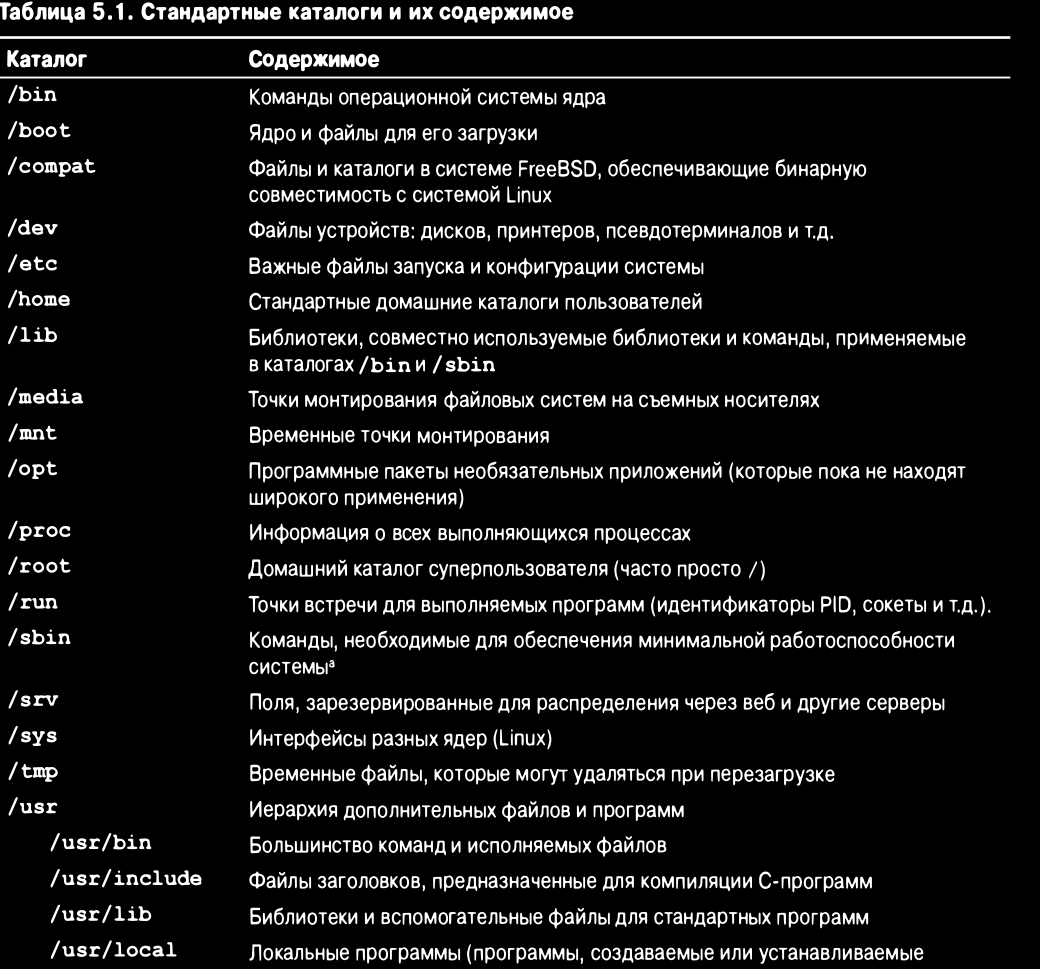 Таблица 5.1. Стандартные каталоги и их содержимое
Каталог Содержимое
/bin Команды операционной системы ядра
/boot Ядро и файлы для его загрузки
/compat Файлы и каталоги в системе FreeBSD, обеспечивающие бинарную
совместимость с системой Linux
/dev Файлы устройств: дисков, принтеров, псевдотерминалов и т.д.
/etc Важные файлы запуска и конфигурации системы
/home Стандартные домашние каталоги пользователей
/lib Библиотеки, совместно используемые библиотеки и команды, применяемые
в каталогах /bin и /sbin
/media Точки монтирования файловых систем на съемных носителях
/mnt Временные точки монтирования
/opt Программные пакеты необязательных приложений (которые пока не находят
широкого применения)
/proc Информация о всех выполняющихся процессах
/root Домашний каталог суперпользователя (часто просто /)
/run Точки встречи для выполняемых программ (идентификаторы PID, сокеты и т.д.).
/sbin Команды, необходимые для обеспечения минимальной работоспособности
системыª
/srv Поля, зарезервированные для распределения через веб и другие серверы
/sys Интерфейсы разных ядер (Linux)
/tmp Временные файлы, которые могут удаляться при перезагрузке
/usr Иерархия дополнительных файлов и программ
/usr/bin Большинство команд и исполняемых файлов
/usr/include Файлы заголовков, предназначенные для компиляции С-программ
/usr/lib Библиотеки и вспомогательные файлы для стандартных программ
/usr/local Локальные программы (программы, создаваемые или устанавливаемые